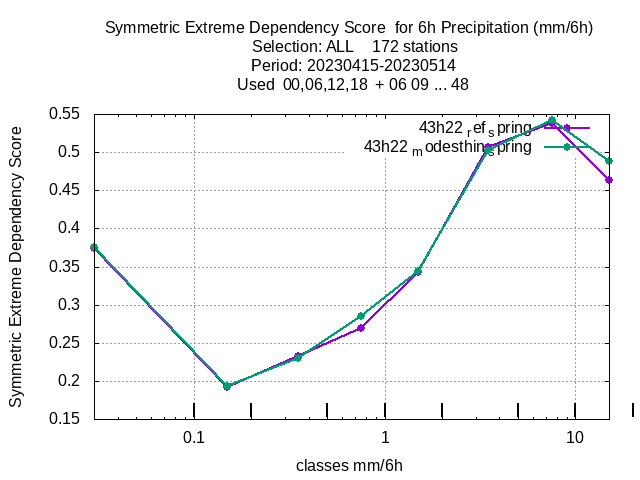 Symmetric Extreme Dependency Score  for 6h Precipitation (mm/6h)
Selection: ALL    172 stations
Period: 20230415-20230514
Used  00,06,12,18  + 06 09 ... 48
43h22 refspring
43h22 modesthinspring
0.55
0.5
0.45
0.4
0.35
0.3
0.25
0.2
0.15
Symmetric Extreme Dependency Score
0.1
1
10
classes mm/6h